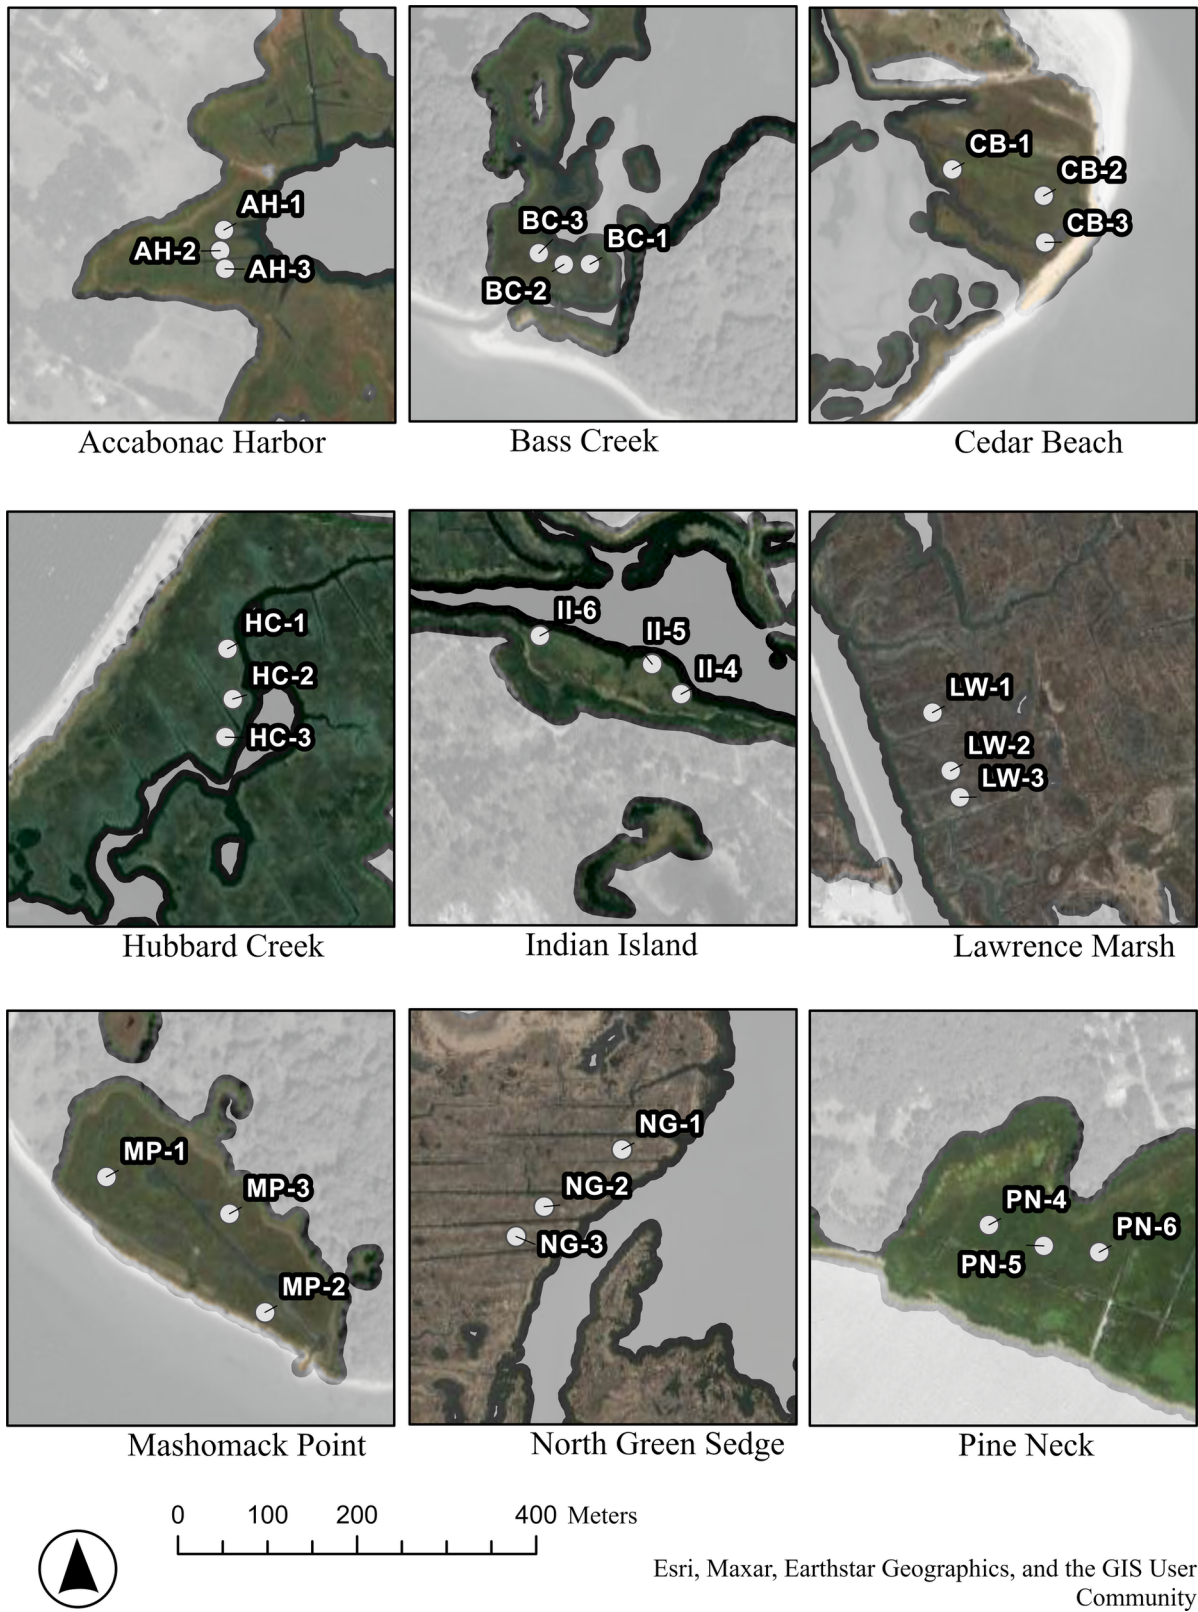 AH-1
AH-2
AH-3
Accabonac Harbor
BC-3
BC-1
BC-2
Bass Creek
CB-1
CB-2
CB-3
Cedar Beach
HC-1
HC-2
HC-3
Hubbard Creek
II-6
II-5
II-4
Indian Island
LW-1
LW-2
LW-3
Lawrence Marsh
MP-1
MP-3
MP-2
Mashomack Point
NG-1
NG-2
NG-3
North Green Sedge
PN-4
PN-6
PN-5
Pine Neck
0 100 200 400 Meters
Esri, Maxar, Earthstar Geographics, and the GIS User
Community